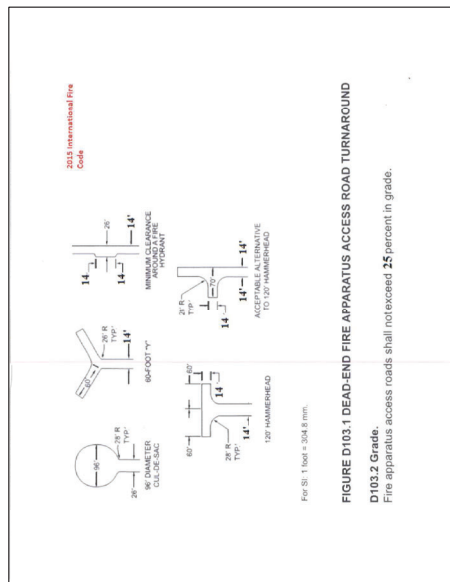 2015 International Fire
Code
96'
28' R
TYP.'
26'
96' DIAMETER
CUL-DE-SAC
60'
28' R
TYP.'
14'
60-FOOT "Y"
14
26'
14
14'
MINIMUM CLEARANCE
AROUND A FIRE
HYDRANT
60'
60'
14
28' R
TYP.'
14'
120' HAMMERHEAD
21' R
TYP.'
70'
14
14'
14'
ACCEPTABLE ALTERNATIVE
TO 120' HAMMERHEAD
For SI: 1 foot = 304.8 mm.
FIGURE D103.1 DEAD-END FIRE APPARATUS ACCESS ROAD TURNAROUND
D103.2 Grade.
Fire apparatus access roads shall notexceed 25 percent in grade.